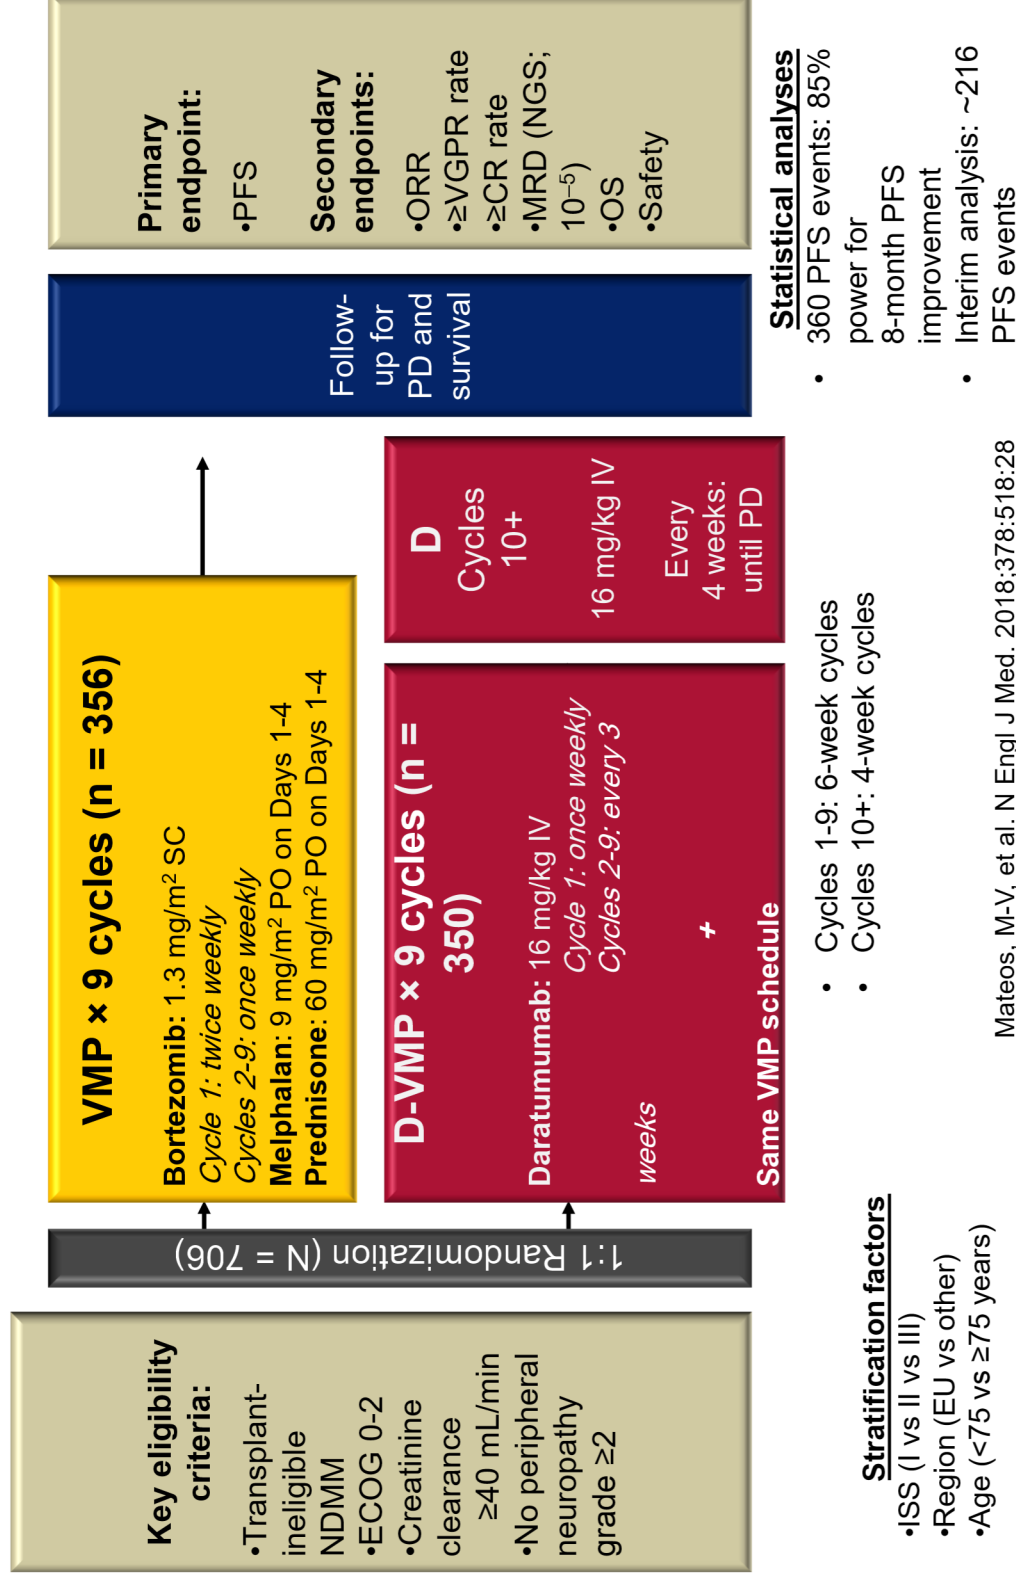 Key eligibility
criteria:
•Transplant-
ineligible
NDMM
•ECOG 0-2
•Creatinine
clearance
≥40 mL/min
•No peripheral
neuropathy
grade ≥2
1:1 Randomization (N = 706)
VMP × 9 cycles (n = 356)
Bortezomib: 1.3 mg/m² SC
Cycle 1: twice weekly
Cycles 2-9: once weekly
Melphalan: 9 mg/m² PO on Days 1-4
Prednisone: 60 mg/m² PO on Days 1-4
D-VMP × 9 cycles (n =
350)
Daratumumab: 16 mg/kg IV
Cycle 1: once weekly
Cycles 2-9: every 3
weeks
+
Same VMP schedule
D
Cycles
10+
16 mg/kg IV
Every
4 weeks:
until PD
Follow-
up for
PD and
survival
Primary
endpoint:
•PFS
Secondary
endpoints:
•ORR
•≥VGPR rate
•≥CR rate
•MRD (NGS;
10⁻⁵)
•OS
•Safety
Stratification factors
•ISS (I vs II vs III)
•Region (EU vs other)
•Age (<75 vs ≥75 years)
• Cycles 1-9: 6-week cycles
• Cycles 10+: 4-week cycles
Statistical analyses
• 360 PFS events: 85%
power for
8-month PFS
improvement
• Interim analysis: ~216
PFS events
Mateos, M-V, et al. N Engl J Med. 2018;378:518:28